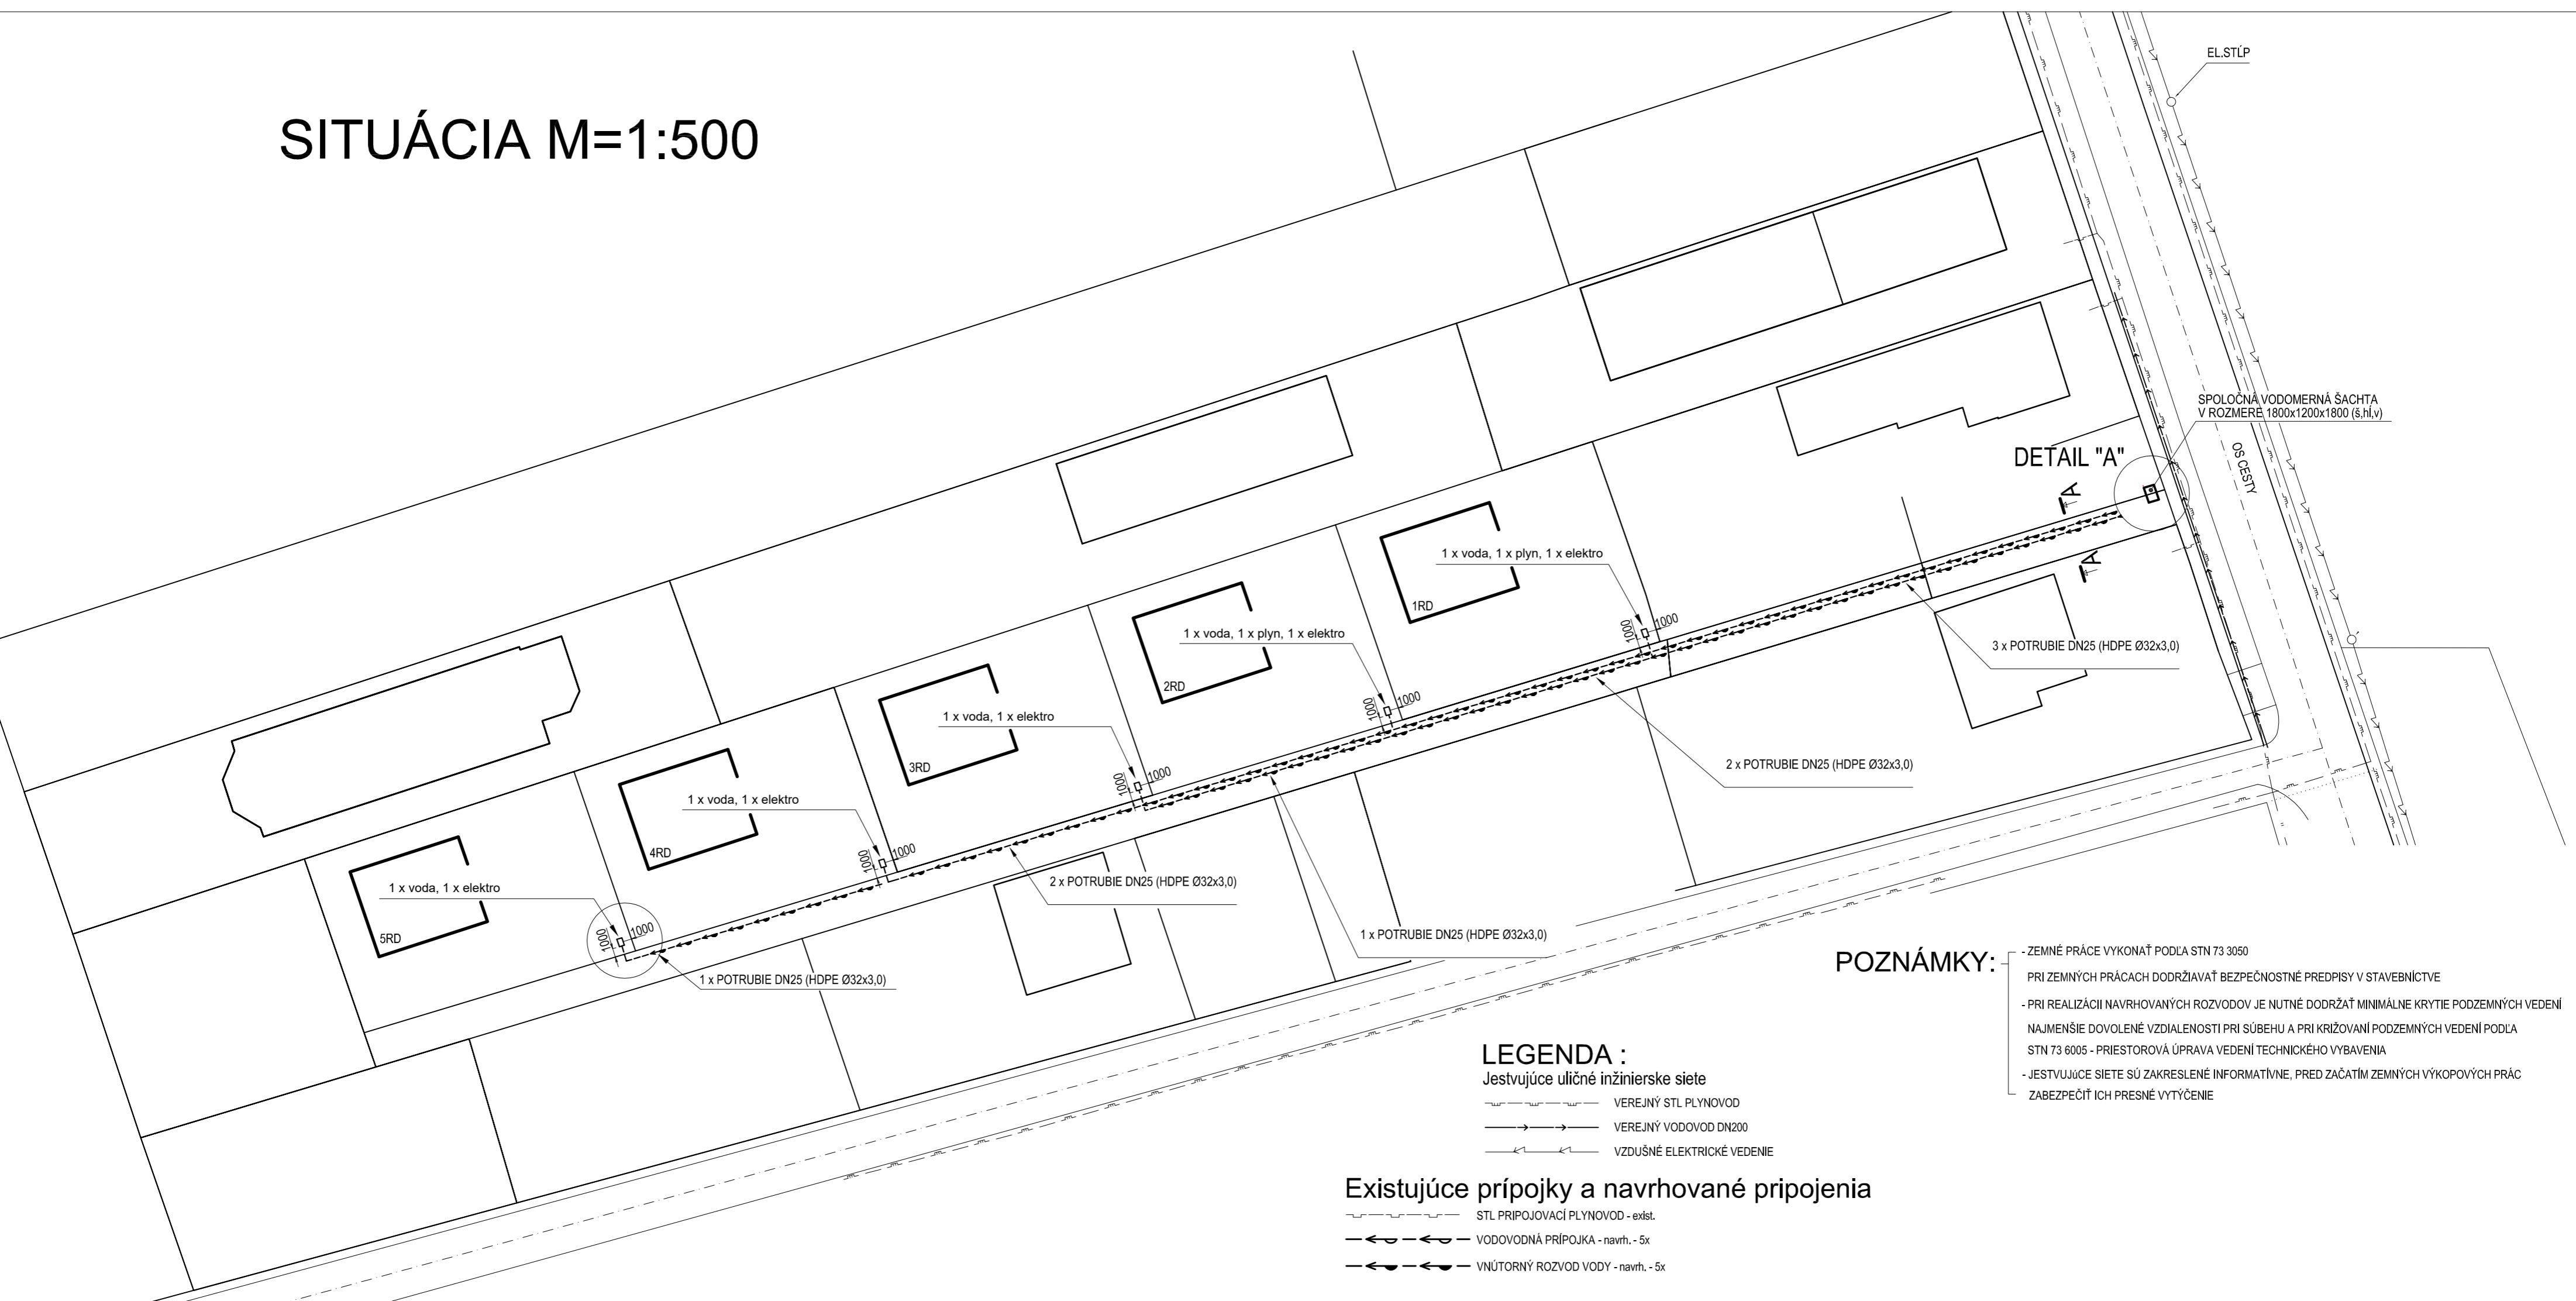 SITUÁCIA M=1:500
EL.STĹP
SPOLOČNÁ VODOMERNÁ ŠACHTA
V ROZMERE 1800x1200x1800 (š,hĺ,v)
OS CESTY
DETAIL "A"
A
A
1 x voda, 1 x plyn, 1 x elektro
1RD
1000
1000
1 x voda, 1 x plyn, 1 x elektro
2RD
1000
1000
3 x POTRUBIE DN25 (HDPE Ø32x3,0)
1 x voda, 1 x elektro
3RD
1000
1000
2 x POTRUBIE DN25 (HDPE Ø32x3,0)
1 x voda, 1 x elektro
4RD
1000
1000
2 x POTRUBIE DN25 (HDPE Ø32x3,0)
1 x voda, 1 x elektro
5RD
1000
1000
1 x POTRUBIE DN25 (HDPE Ø32x3,0)
1 x POTRUBIE DN25 (HDPE Ø32x3,0)
POZNÁMKY:
- ZEMNÉ PRÁCE VYKONAŤ PODĽA STN 73 3050
PRI ZEMNÝCH PRÁCACH DODRŽIAVAŤ BEZPEČNOSTNÉ PREDPISY V STAVEBNÍCTVE
- PRI REALIZÁCII NAVRHOVANÝCH ROZVODOV JE NUTNÉ DODRŽAŤ MINIMÁLNE KRYTIE PODZEMNÝCH VEDENÍ
NAJMENŠIE DOVOLENÉ VZDIALENOSTI PRI SÚBEHU A PRI KRIŽOVANÍ PODZEMNÝCH VEDENÍ PODĽA
STN 73 6005 - PRIESTOROVÁ ÚPRAVA VEDENÍ TECHNICKÉHO VYBAVENIA
- JESTVUJúCE SIETE SÚ ZAKRESLENÉ INFORMATÍVNE, PRED ZAČATÍM ZEMNÝCH VÝKOPOVÝCH PRÁC
ZABEZPEČIŤ ICH PRESNÉ VYTÝČENIE
LEGENDA :
Jestvujúce uličné inžinierske siete
VEREJNÝ STL PLYNOVOD
VEREJNÝ VODOVOD DN200
VZDUŠNÉ ELEKTRICKÉ VEDENIE
Existujúce prípojky a navrhované pripojenia
STL PRIPOJOVACÍ PLYNOVOD - exist.
VODOVODNÁ PRÍPOJKA - navrh. - 5x
VNÚTORNÝ ROZVOD VODY - navrh. - 5x